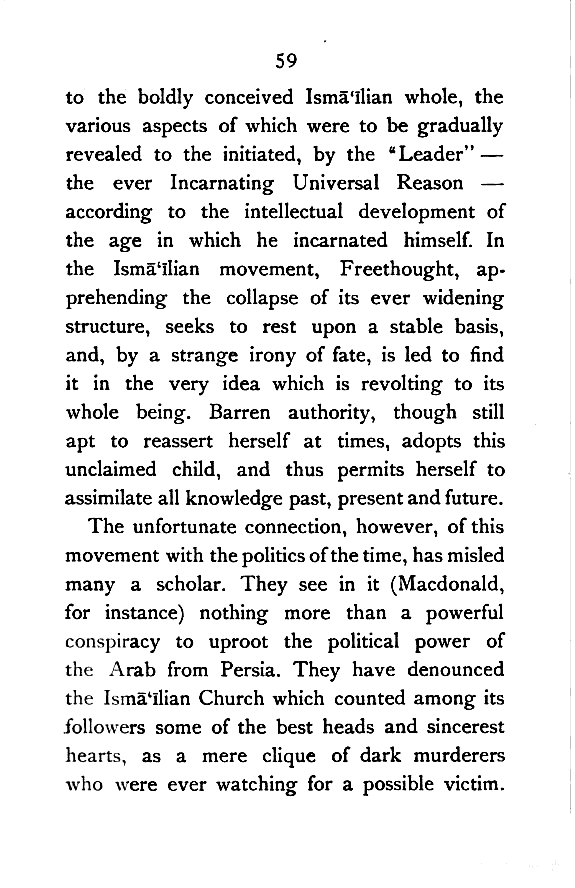 59
to the boldly conceived Ismā‘īlian whole, the
various aspects of which were to be gradually
revealed to the initiated, by the “Leader” —
the ever Incarnating Universal Reason —
according to the intellectual development of
the age in which he incarnated himself. In
the Ismā‘īlian movement, Freethought, ap-
prehending the collapse of its ever widening
structure, seeks to rest upon a stable basis,
and, by a strange irony of fate, is led to find
it in the very idea which is revolting to its
whole being. Barren authority, though still
apt to reassert herself at times, adopts this
unclaimed child, and thus permits herself to
assimilate all knowledge past, present and future.
The unfortunate connection, however, of this
movement with the politics of the time, has misled
many a scholar. They see in it (Macdonald,
for instance) nothing more than a powerful
conspiracy to uproot the political power of
the Arab from Persia. They have denounced
the Ismā‘īlian Church which counted among its
followers some of the best heads and sincerest
hearts, as a mere clique of dark murderers
who were ever watching for a possible victim.